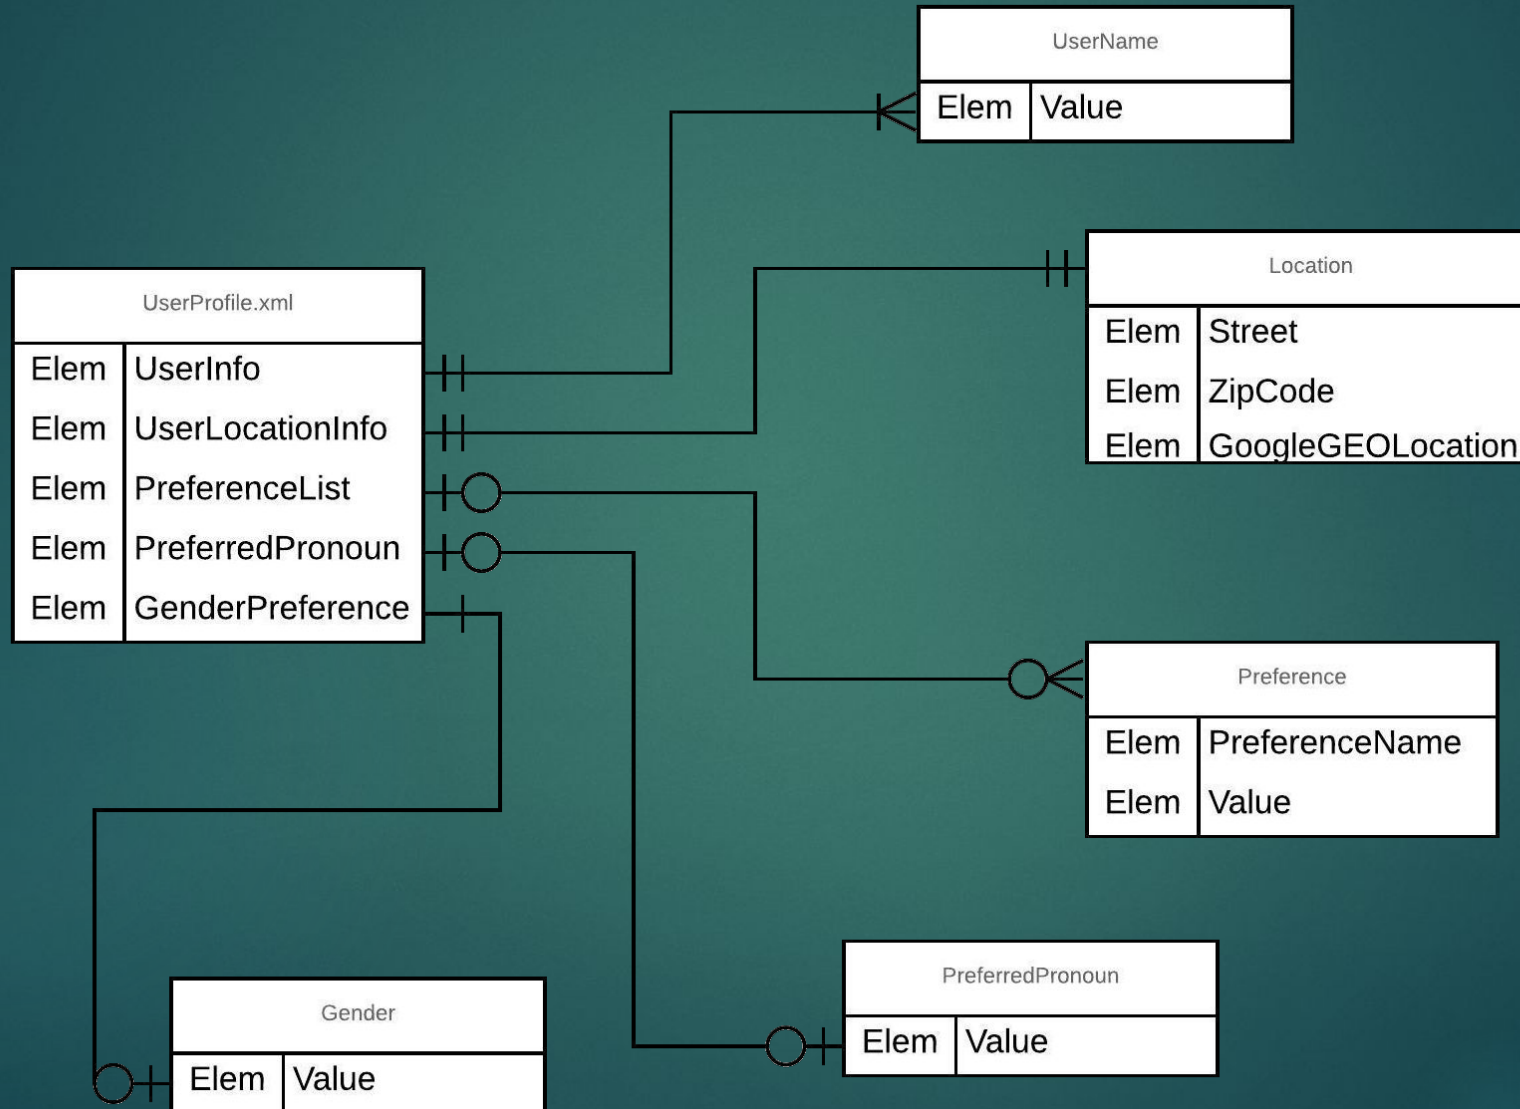 UserName
Elem Value
Location
Elem Street
Elem ZipCode
Elem GoogleGEOLocation
UserProfile.xml
Elem UserInfo
Elem UserLocationInfo
Elem PreferenceList
Elem PreferredPronoun
Elem GenderPreference
Preference
Elem PreferenceName
Elem Value
PreferredPronoun
Elem Value
Gender
Elem Value